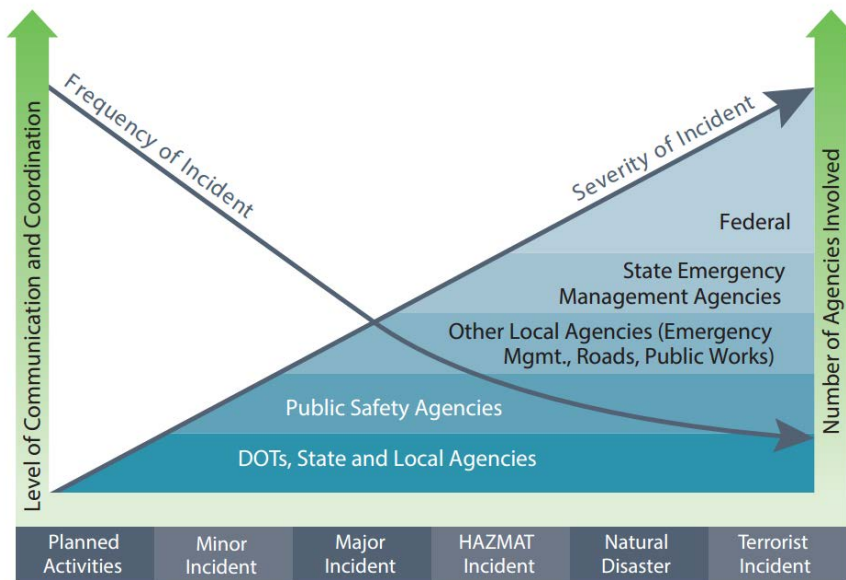 Level of Communication and Coordination
Frequency of Incident
Severity of Incident
Number of Agencies Involved
Federal
State Emergency
Management Agencies
Other Local Agencies (Emergency
Mgmt., Roads, Public Works)
Public Safety Agencies
DOTs, State and Local Agencies
Planned
Activities
Minor
Incident
Major
Incident
HAZMAT
Incident
Natural
Disaster
Terrorist
Incident